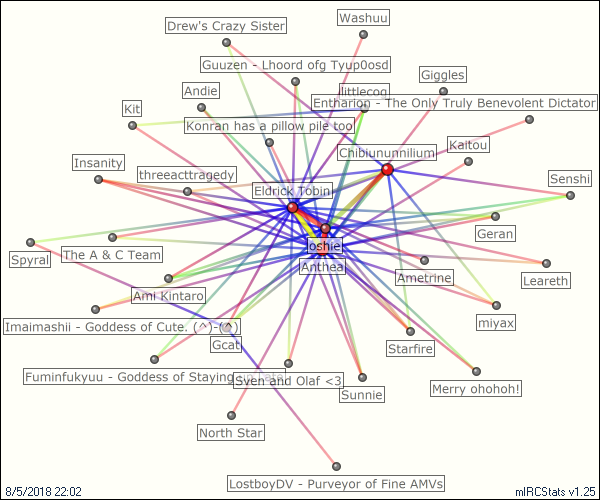 Drew's Crazy Sister
Washuu
Guuzen - Lhoord ofg Tyup0osd
Giggles
Andie
littlecog
Kit
Entharion - The Only Truly Benevolent Dictator
Konran has a pillow pile too
Kaitou
Chibiunumnilium
Insanity
threeacttragedy
Eldrick Tobin
Senshi
Geran
Joshie
The A & C Team
Spyral
Anthea
Ametrine
Leareth
Ami Kintaro
miyax
Imaimashii - Goddess of Cute. (^)-(^)
Gcat
Starfire
Fuminfukyuu - Goddess of Staying up Late
Sven and Olaf <3
Sunnie
Merry ohohoh!
North Star
LostboyDV - Purveyor of Fine AMVs
8/5/2018 22:02
mIRCStats v1.25